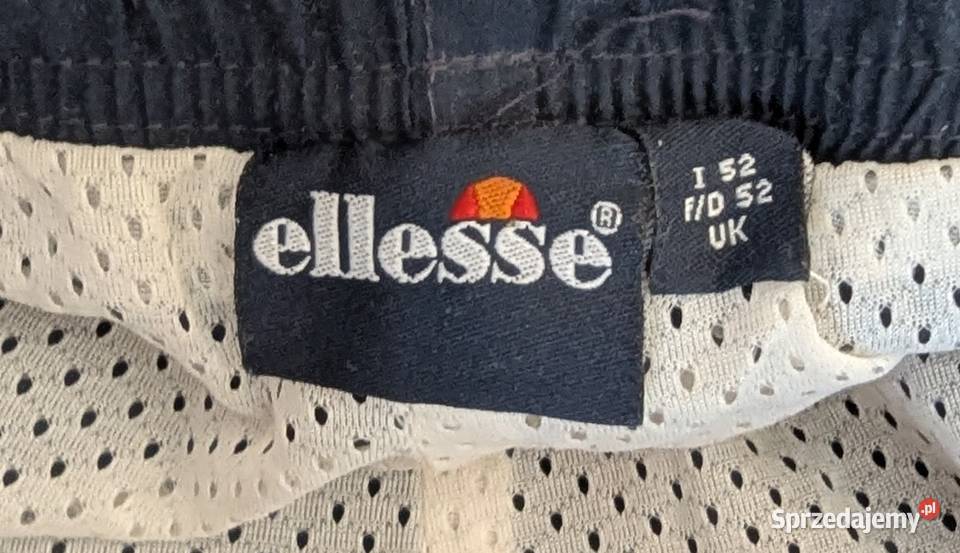 ellesse®
I 52
F/D 52
UK
Sprzedajemy.pl